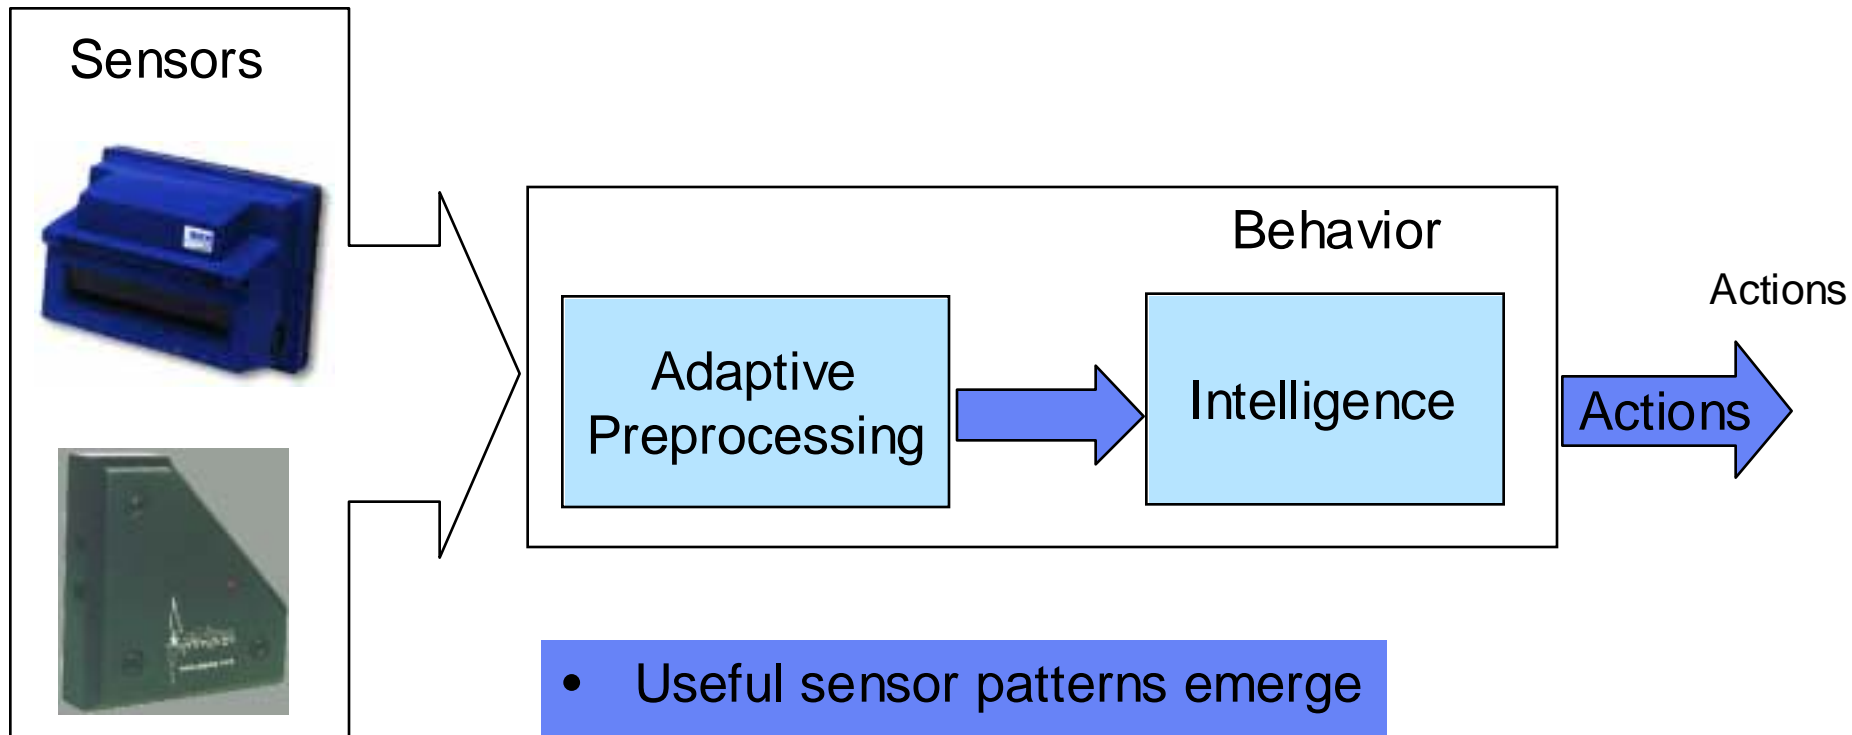 Sensors
Behavior
Actions
Adaptive
Preprocessing
Intelligence
Actions
• Useful sensor patterns emerge